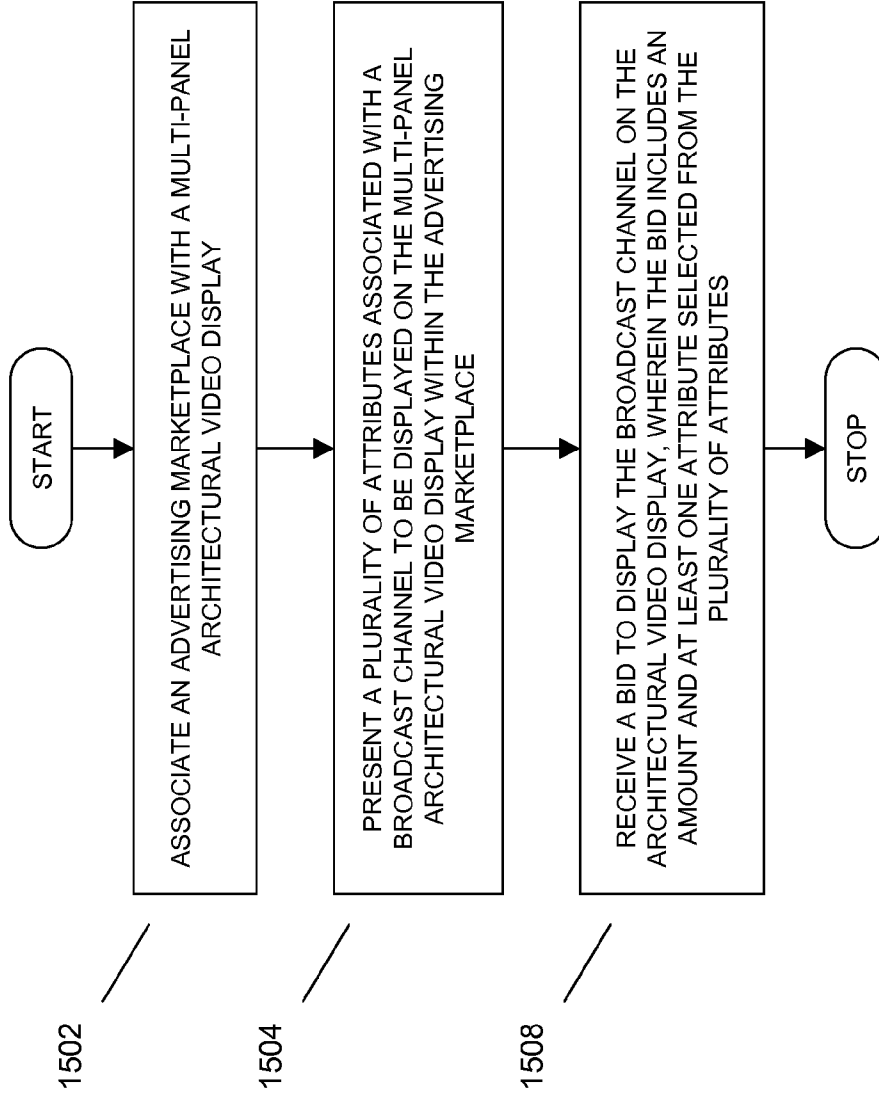 START
1502
ASSOCIATE AN ADVERTISING MARKETPLACE WITH A MULTI-PANEL
ARCHITECTURAL VIDEO DISPLAY
1504
PRESENT A PLURALITY OF ATTRIBUTES ASSOCIATED WITH A
BROADCAST CHANNEL TO BE DISPLAYED ON THE MULTI-PANEL
ARCHITECTURAL VIDEO DISPLAY WITHIN THE ADVERTISING
MARKETPLACE
1508
RECEIVE A BID TO DISPLAY THE BROADCAST CHANNEL ON THE
ARCHITECTURAL VIDEO DISPLAY, WHEREIN THE BID INCLUDES AN
AMOUNT AND AT LEAST ONE ATTRIBUTE SELECTED FROM THE
PLURALITY OF ATTRIBUTES
STOP